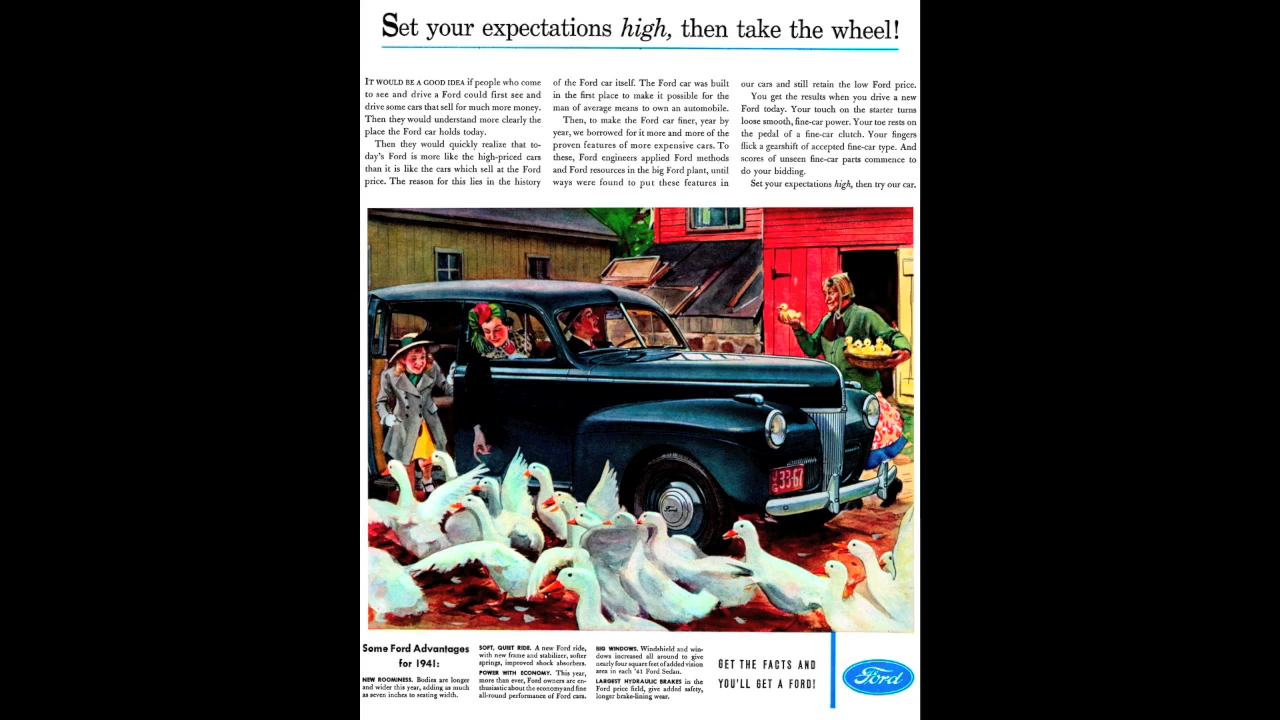 Set your expectations high, then take the wheel!
IT WOULD BE A GOOD IDEA if people who come
to see and drive a Ford could first see and
drive some cars that sell for much more money.
Then they would understand more clearly the
place the Ford car holds today.
Then they would quickly realize that to-
day's Ford is more like the high-priced cars
than it is like the cars which sell at the Ford
price. The reason for this lies in the history
of the Ford car itself. The Ford car was built
in the first place to make it possible for the
man of average means to own an automobile.
Then, to make the Ford car finer, year by
year, we borrowed for it more and more of the
proven features of more expensive cars. To
these, Ford engineers applied Ford methods
and Ford resources in the big Ford plant, until
ways were found to put these features in
our cars and still retain the low Ford price.
You get the results when you drive a new
Ford today. Your touch on the starter turns
loose smooth, fine-car power. Your toe rests on
the pedal of a fine-car clutch. Your fingers
flick a gearshift of accepted fine-car type. And
scores of unseen fine-car parts commence to
do your bidding.
Set your expectations high, then try our car.
33-67
Ford
Some Ford Advantages
for 1941:
NEW ROOMINESS. Bodies are longer
and wider this year, adding as much
as seven inches to seating width.
SOFT, QUIET RIDE. A new Ford ride,
with new frame and stabilizer, softer
springs, improved shock absorbers.
POWER WITH ECONOMY. This year,
more than ever, Ford owners are en-
thusiastic about the economy and fine
all-round performance of Ford cars.
BIG WINDOWS. Windshield and win-
dows increased all around to give
nearly four square feet of added vision
area in each '41 Ford Sedan.
LARGEST HYDRAULIC BRAKES in the
Ford price field, give added safety,
longer brake-lining wear.
GET THE FACTS AND
YOU'LL GET A FORD!
Ford